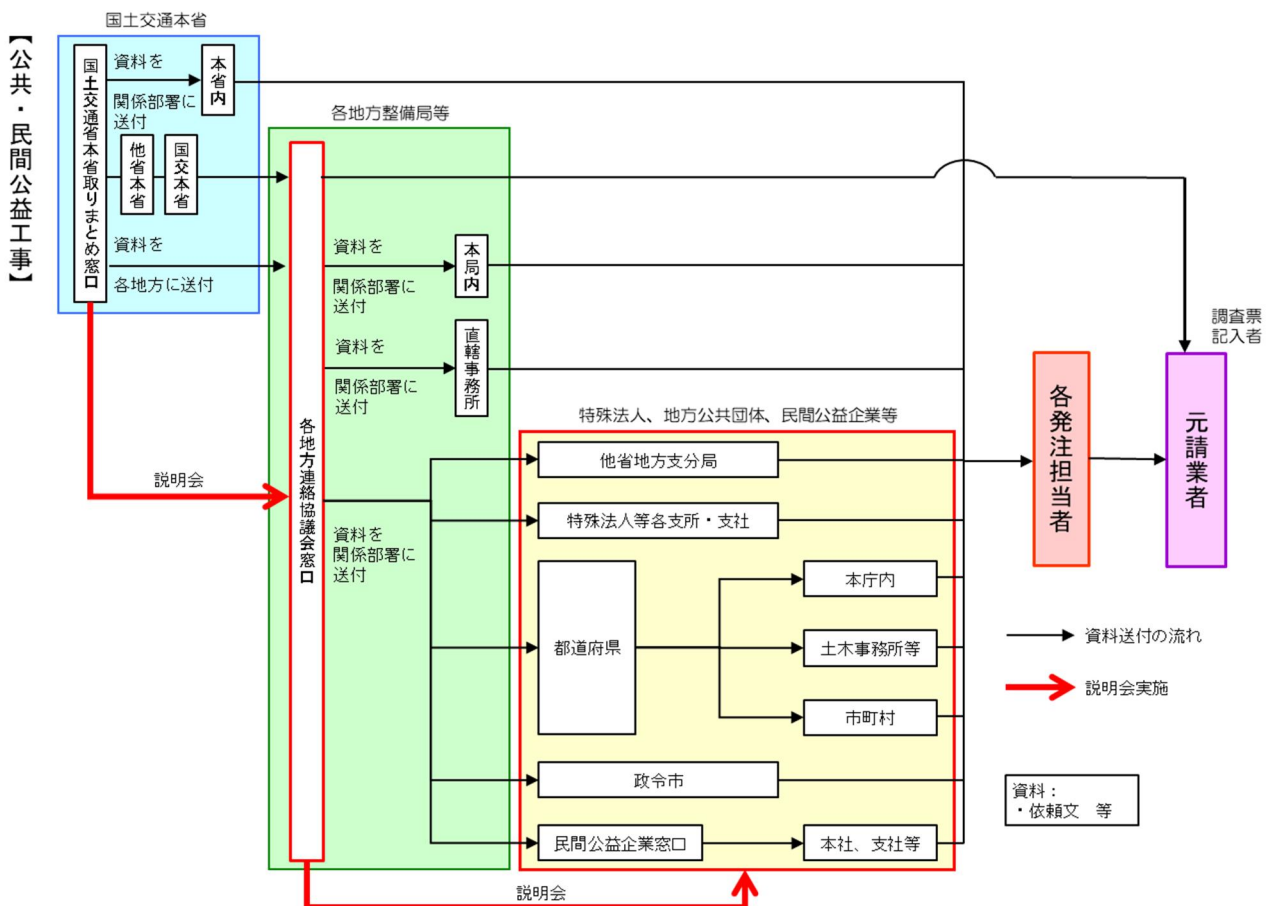 国土交通本省
【公共・民間公益工事】
国土交通省本省取りまとめ窓口
資料を
関係部署に
送付
本省内
他省本省
国交本省
資料を
各地方に送付
説明会
各地方整備局等
各地方連絡協議会窓口
資料を
関係部署に
送付
本局内
資料を
関係部署に
送付
直轄事務所
資料を
関係部署に
送付
特殊法人、地方公共団体、民間公益企業等
他省地方支分局
特殊法人等各支所・支社
都道府県
本庁内
土木事務所等
市町村
政令市
民間公益企業窓口
本社、支社等
説明会
各発注担当者
調査票
記入者
元請業者
資料送付の流れ
説明会実施
資料：
・依頼文　等